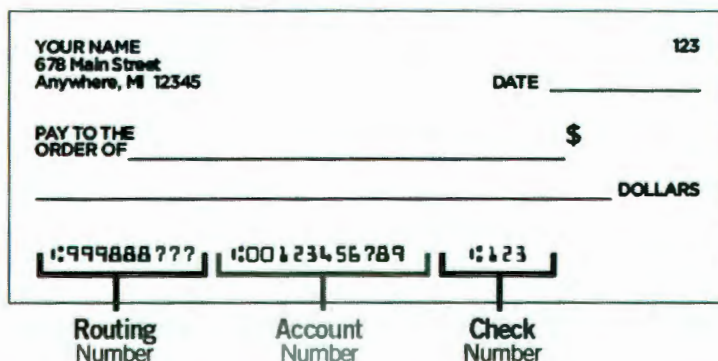 YOUR NAME 123
678 Main Street
Anywhere, MI 12345 DATE
PAY TO THE
ORDER OF $
DOLLARS
⑆999888777 ⑆00123456789 ⑆123
Routing Account Check
Number Number Number